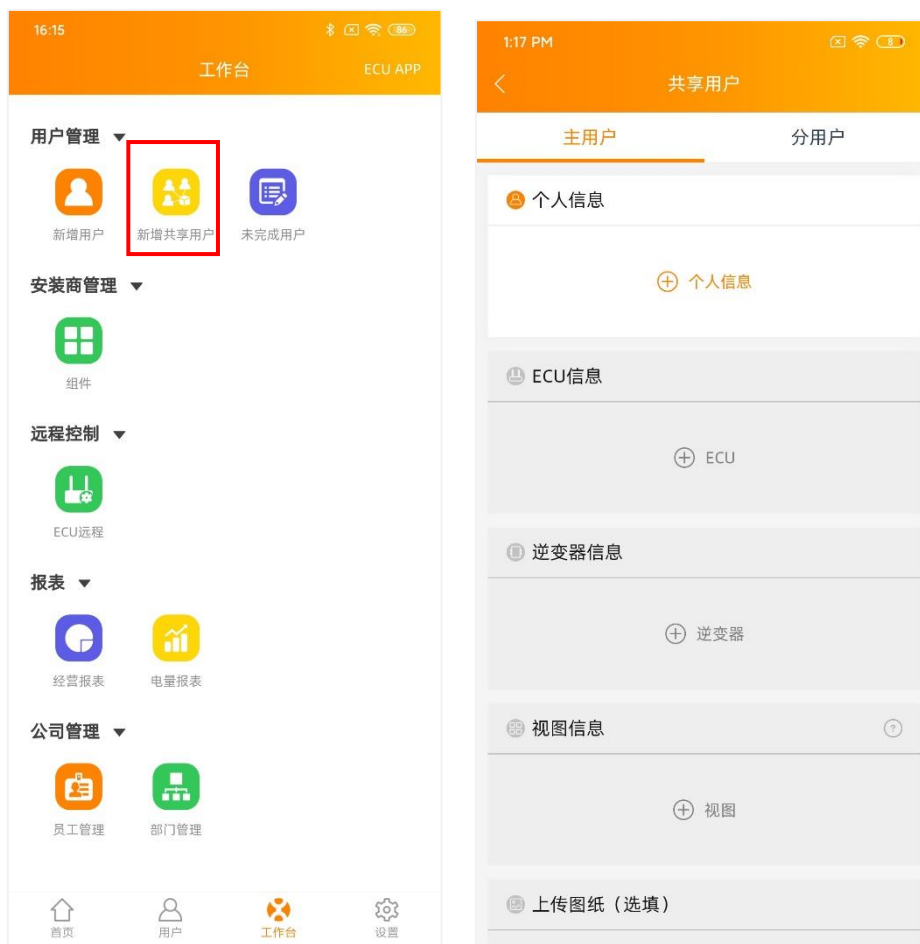 16:15
86
工作台
ECU APP
用户管理
新增用户
新增共享用户
未完成用户
安装商管理
组件
远程控制
ECU远程
报表
经营报表
电量报表
公司管理
员工管理
部门管理
首页
用户
工作台
设置
1:17 PM
8
共享用户
主用户
分用户
个人信息
个人信息
ECU信息
ECU
逆变器信息
逆变器
视图信息
?
视图
上传图纸（选填）